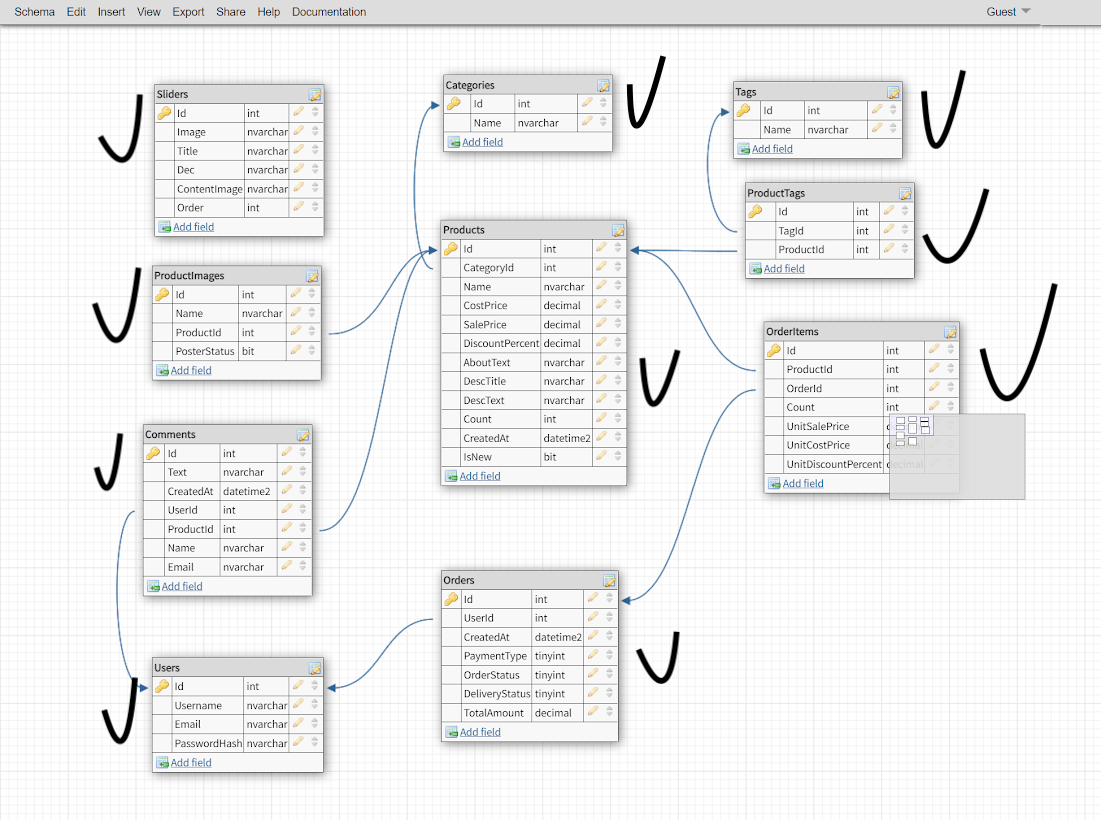 Schema Edit Insert View Export Share Help Documentation Guest
Sliders
Id int
Image nvarchar
Title nvarchar
Dec nvarchar
ContentImage nvarchar
Order int
Add field
Categories
Id int
Name nvarchar
Add field
Tags
Id int
Name nvarchar
Add field
ProductTags
Id int
TagId int
ProductId int
Add field
ProductImages
Id int
Name nvarchar
ProductId int
PosterStatus bit
Add field
Products
Id int
CategoryId int
Name nvarchar
CostPrice decimal
SalePrice decimal
DiscountPercent decimal
AboutText nvarchar
DescTitle nvarchar
DescText nvarchar
Count int
CreatedAt datetime2
IsNew bit
Add field
OrderItems
Id int
ProductId int
OrderId int
Count int
UnitSalePrice
UnitCostPrice
UnitDiscountPercent decimal
Add field
Comments
Id int
Text nvarchar
CreatedAt datetime2
UserId int
ProductId int
Name nvarchar
Email nvarchar
Add field
Orders
Id int
UserId int
CreatedAt datetime2
PaymentType tinyint
OrderStatus tinyint
DeliveryStatus tinyint
TotalAmount decimal
Add field
Users
Id int
Username nvarchar
Email nvarchar
PasswordHash nvarchar
Add field